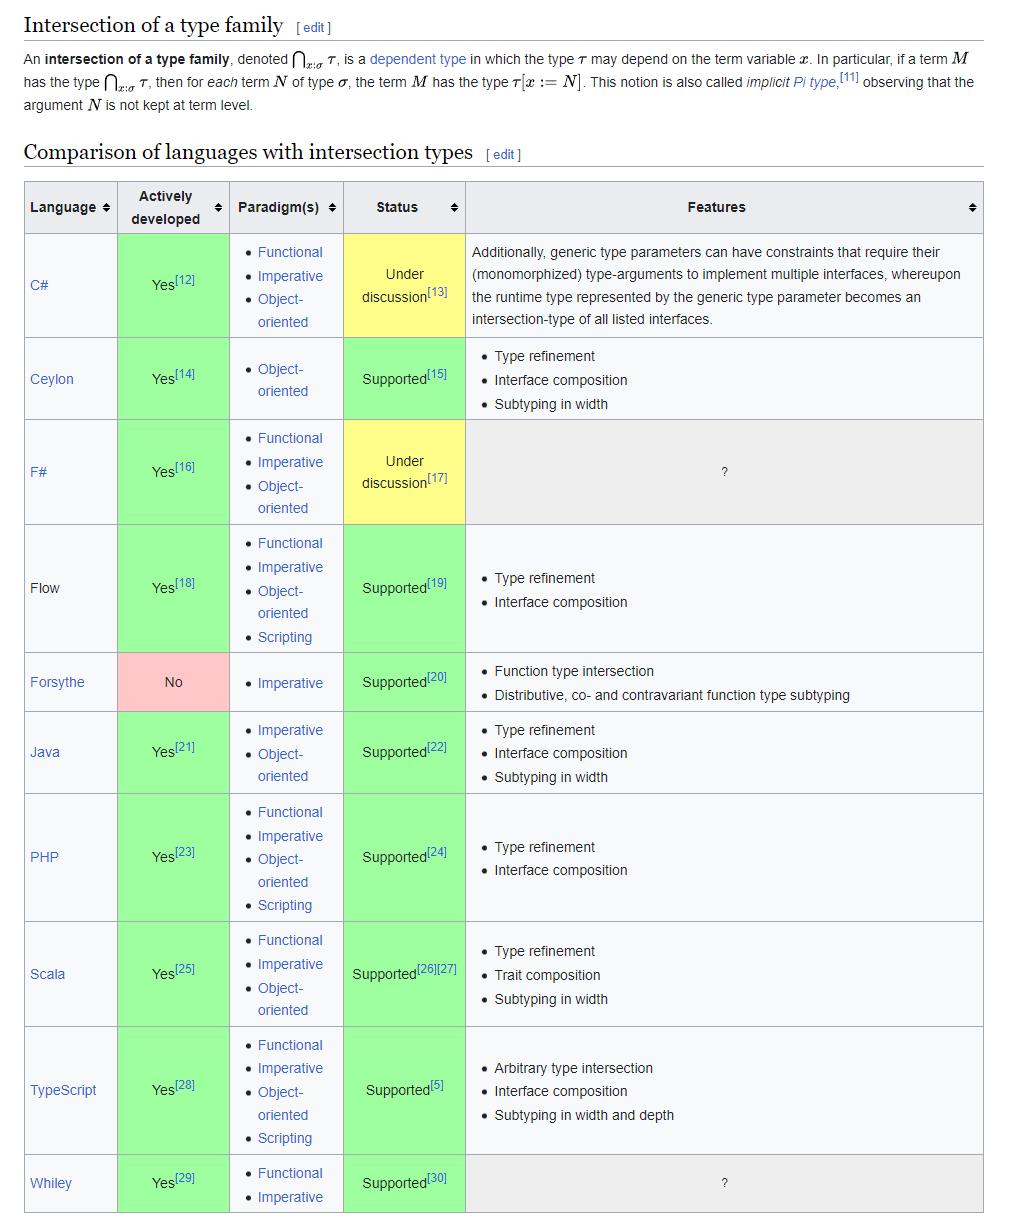 Intersection of a type family [ edit ]
An intersection of a type family, denoted ⋂x:σ τ, is a dependent type in which the type τ may depend on the term variable x. In particular, if a term M
has the type ⋂x:σ τ, then for each term N of type σ, the term M has the type τ[x := N]. This notion is also called implicit Pi type,[11] observing that the
argument N is not kept at term level.
Comparison of languages with intersection types [ edit ]
Language
Actively
developed
Paradigm(s)
Status
Features
C#
Yes[12]
• Functional
• Imperative
• Object-
oriented
Under
discussion[13]
Additionally, generic type parameters can have constraints that require their
(monomorphized) type-arguments to implement multiple interfaces, whereupon
the runtime type represented by the generic type parameter becomes an
intersection-type of all listed interfaces.
Ceylon
Yes[14]
• Object-
oriented
Supported[15]
• Type refinement
• Interface composition
• Subtyping in width
F#
Yes[16]
• Functional
• Imperative
• Object-
oriented
Under
discussion[17]
?
Flow
Yes[18]
• Functional
• Imperative
• Object-
oriented
• Scripting
Supported[19]
• Type refinement
• Interface composition
Forsythe
No
• Imperative
Supported[20]
• Function type intersection
• Distributive, co- and contravariant function type subtyping
Java
Yes[21]
• Imperative
• Object-
oriented
Supported[22]
• Type refinement
• Interface composition
• Subtyping in width
PHP
Yes[23]
• Functional
• Imperative
• Object-
oriented
• Scripting
Supported[24]
• Type refinement
• Interface composition
Scala
Yes[25]
• Functional
• Imperative
• Object-
oriented
Supported[26][27]
• Type refinement
• Trait composition
• Subtyping in width
TypeScript
Yes[28]
• Functional
• Imperative
• Object-
oriented
• Scripting
Supported[5]
• Arbitrary type intersection
• Interface composition
• Subtyping in width and depth
Whiley
Yes[29]
• Functional
• Imperative
Supported[30]
?